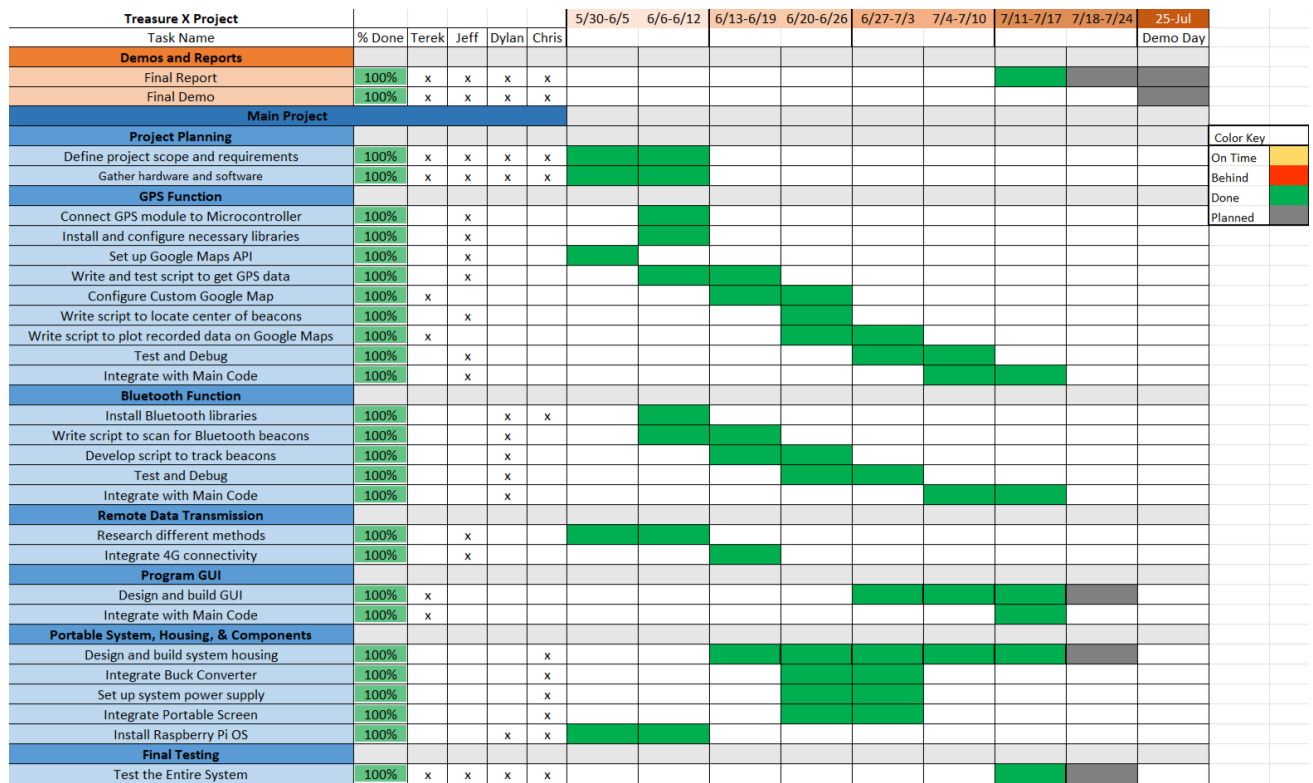 Treasure X Project 5/30-6/5 6/6-6/12 6/13-6/19 6/20-6/26 6/27-7/3 7/4-7/10 7/11-7/17 7/18-7/24 25-Jul
Task Name % Done Terek Jeff Dylan Chris Demo Day
Demos and Reports
Final Report 100% x x x x
Final Demo 100% x x x x
Main Project
Project Planning
Define project scope and requirements 100% x x x x
Gather hardware and software 100% x x x x
GPS Function
Connect GPS module to Microcontroller 100% x
Install and configure necessary libraries 100% x
Set up Google Maps API 100% x
Write and test script to get GPS data 100% x
Configure Custom Google Map 100% x
Write script to locate center of beacons 100% x
Write script to plot recorded data on Google Maps 100% x
Test and Debug 100% x
Integrate with Main Code 100% x
Bluetooth Function
Install Bluetooth libraries 100% x x
Write script to scan for Bluetooth beacons 100% x
Develop script to track beacons 100% x
Test and Debug 100% x
Integrate with Main Code 100% x
Remote Data Transmission
Research different methods 100% x
Integrate 4G connectivity 100% x
Program GUI
Design and build GUI 100% x
Integrate with Main Code 100% x
Portable System, Housing, & Components
Design and build system housing 100% x
Integrate Buck Converter 100% x
Set up system power supply 100% x
Integrate Portable Screen 100% x
Install Raspberry Pi OS 100% x x
Final Testing
Test the Entire System 100% x x x x
Color Key
On Time
Behind
Done
Planned